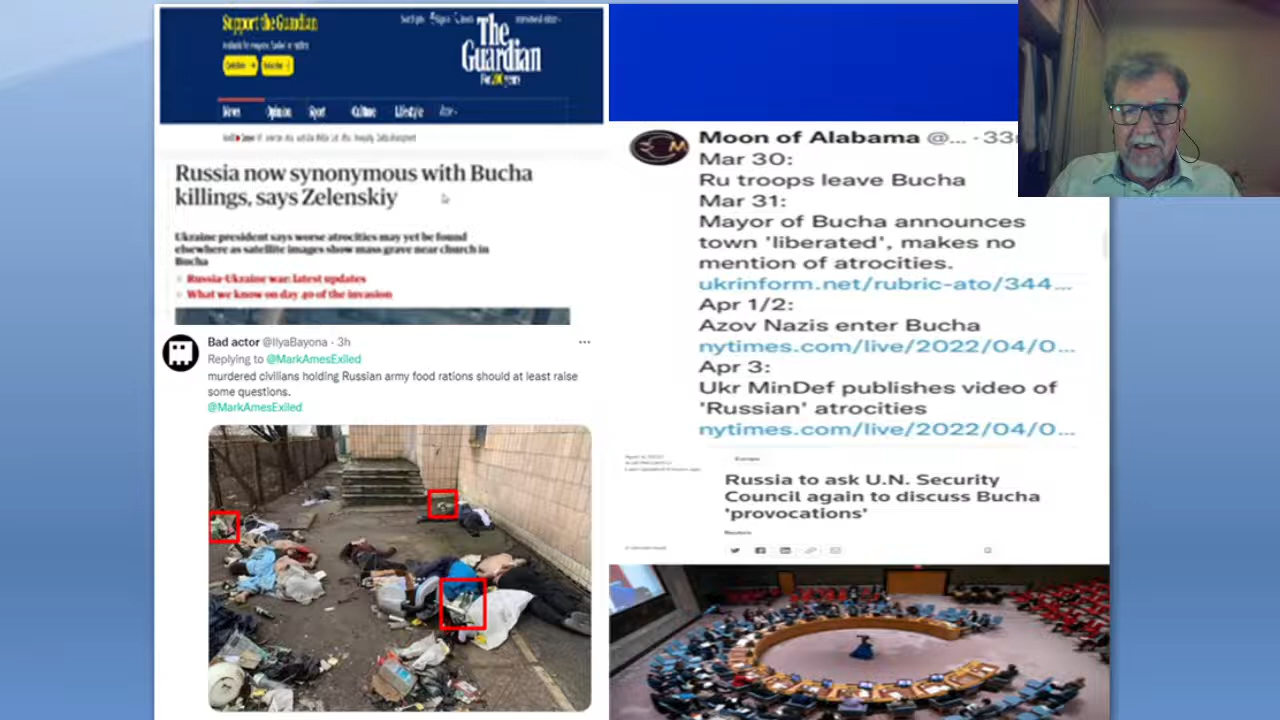 Support the Guardian
The
Guardian
For 200 years
News Opinion Sport Culture Lifestyle
Russia now synonymous with Bucha
killings, says Zelenskiy
Ukraine president says worse atrocities may yet be found
elsewhere as satellite images show mass grave near church in
Bucha
Russia-Ukraine war: latest updates
What we know on day 40 of the invasion
Bad actor @IlyaBayona · 3h
Replying to @MarkAmesExiled
murdered civilians holding Russian army food rations should at least raise
some questions.
@MarkAmesExiled
Moon of Alabama @... · 33
Mar 30:
Ru troops leave Bucha
Mar 31:
Mayor of Bucha announces
town 'liberated', makes no
mention of atrocities.
ukrinform.net/rubric-ato/344...
Apr 1/2:
Azov Nazis enter Bucha
nytimes.com/live/2022/04/0...
Apr 3:
Ukr MinDef publishes video of
'Russian' atrocities
nytimes.com/live/2022/04/0...
Europe
Russia to ask U.N. Security
Council again to discuss Bucha
'provocations'
Reuters